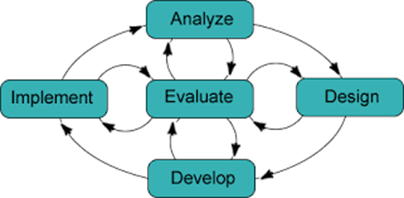 Analyze
Implement
Evaluate
Design
Develop